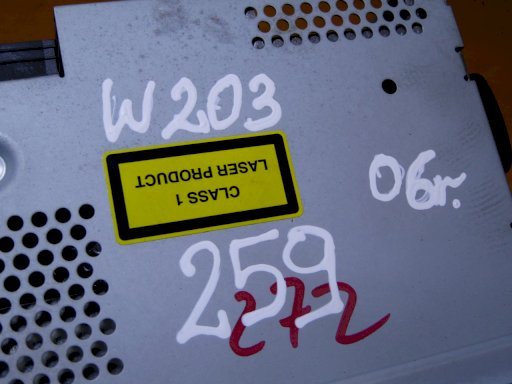 W203
CLASS 1
LASER PRODUCT
06г.
259
272